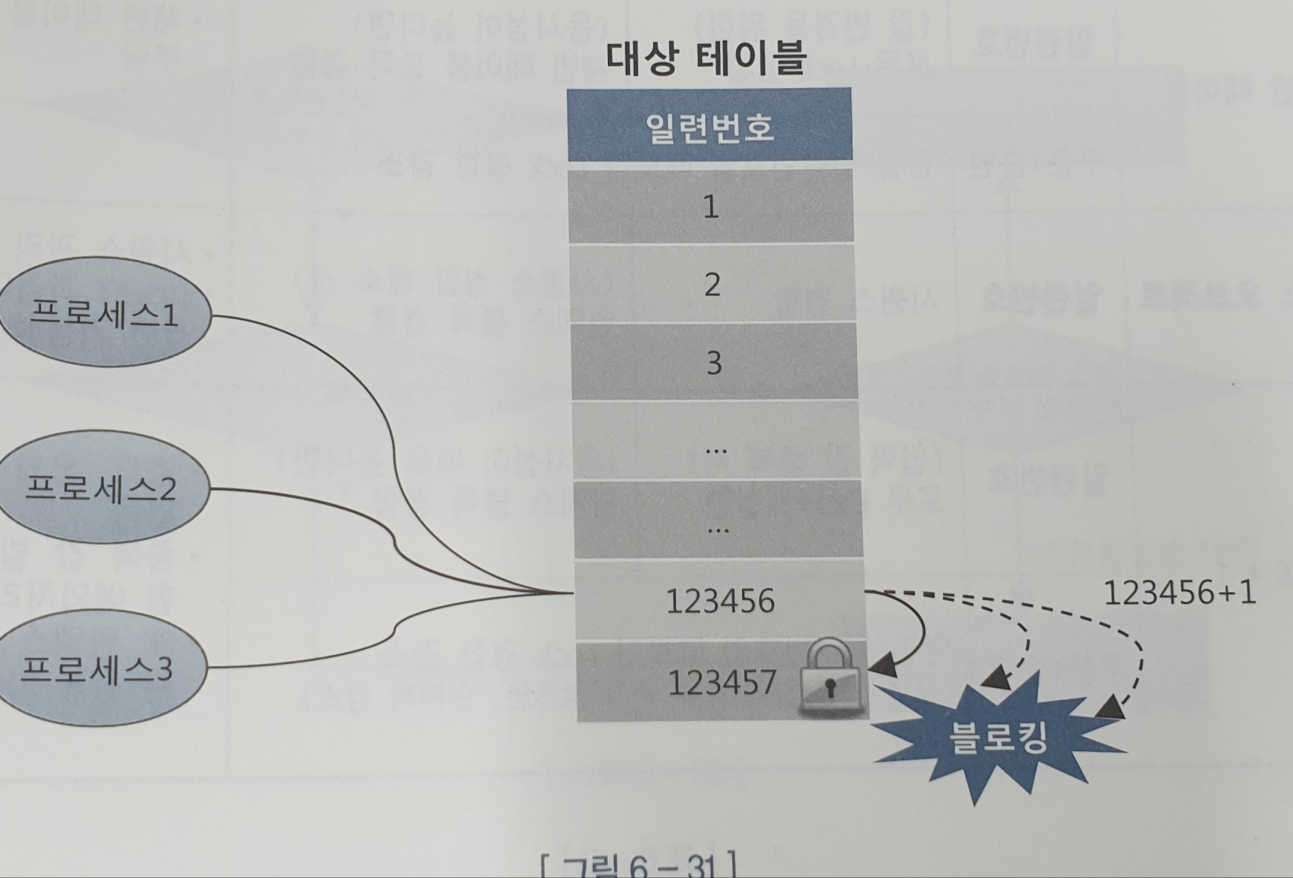 대상 테이블
일련번호
1
2
3
...
...
123456
123457
프로세스1
프로세스2
프로세스3
123456+1
블로킹
[ 그림 6 – 31 ]